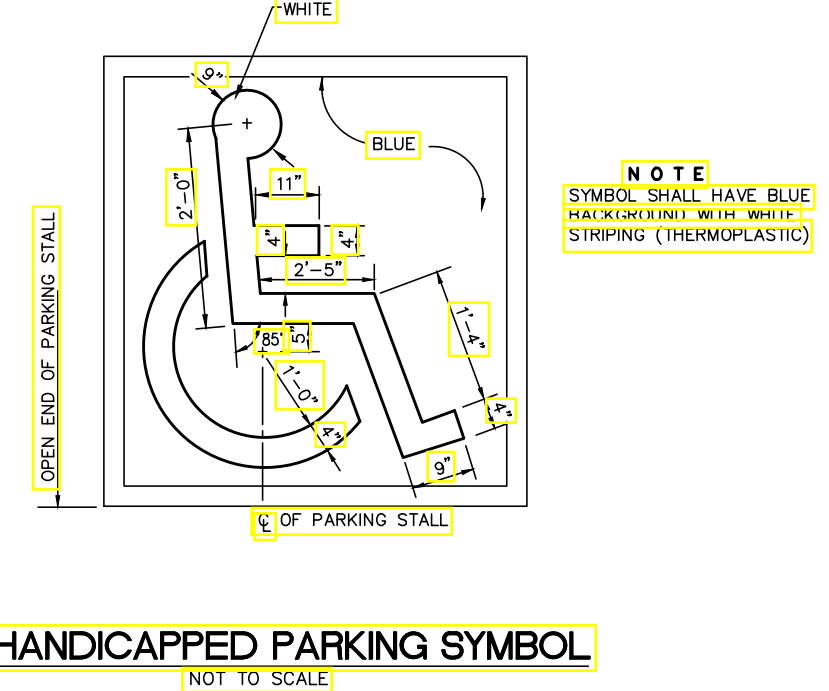 WHITE
9"
BLUE
2'-0"
11"
4"
4"
2'-5"
85°
5"
1'-4"
1'-0"
4"
4"
9"
OPEN END OF PARKING STALL
℄ OF PARKING STALL
NOTE
SYMBOL SHALL HAVE BLUE
BACKGROUND WITH WHITE
STRIPING (THERMOPLASTIC)
HANDICAPPED PARKING SYMBOL
NOT TO SCALE